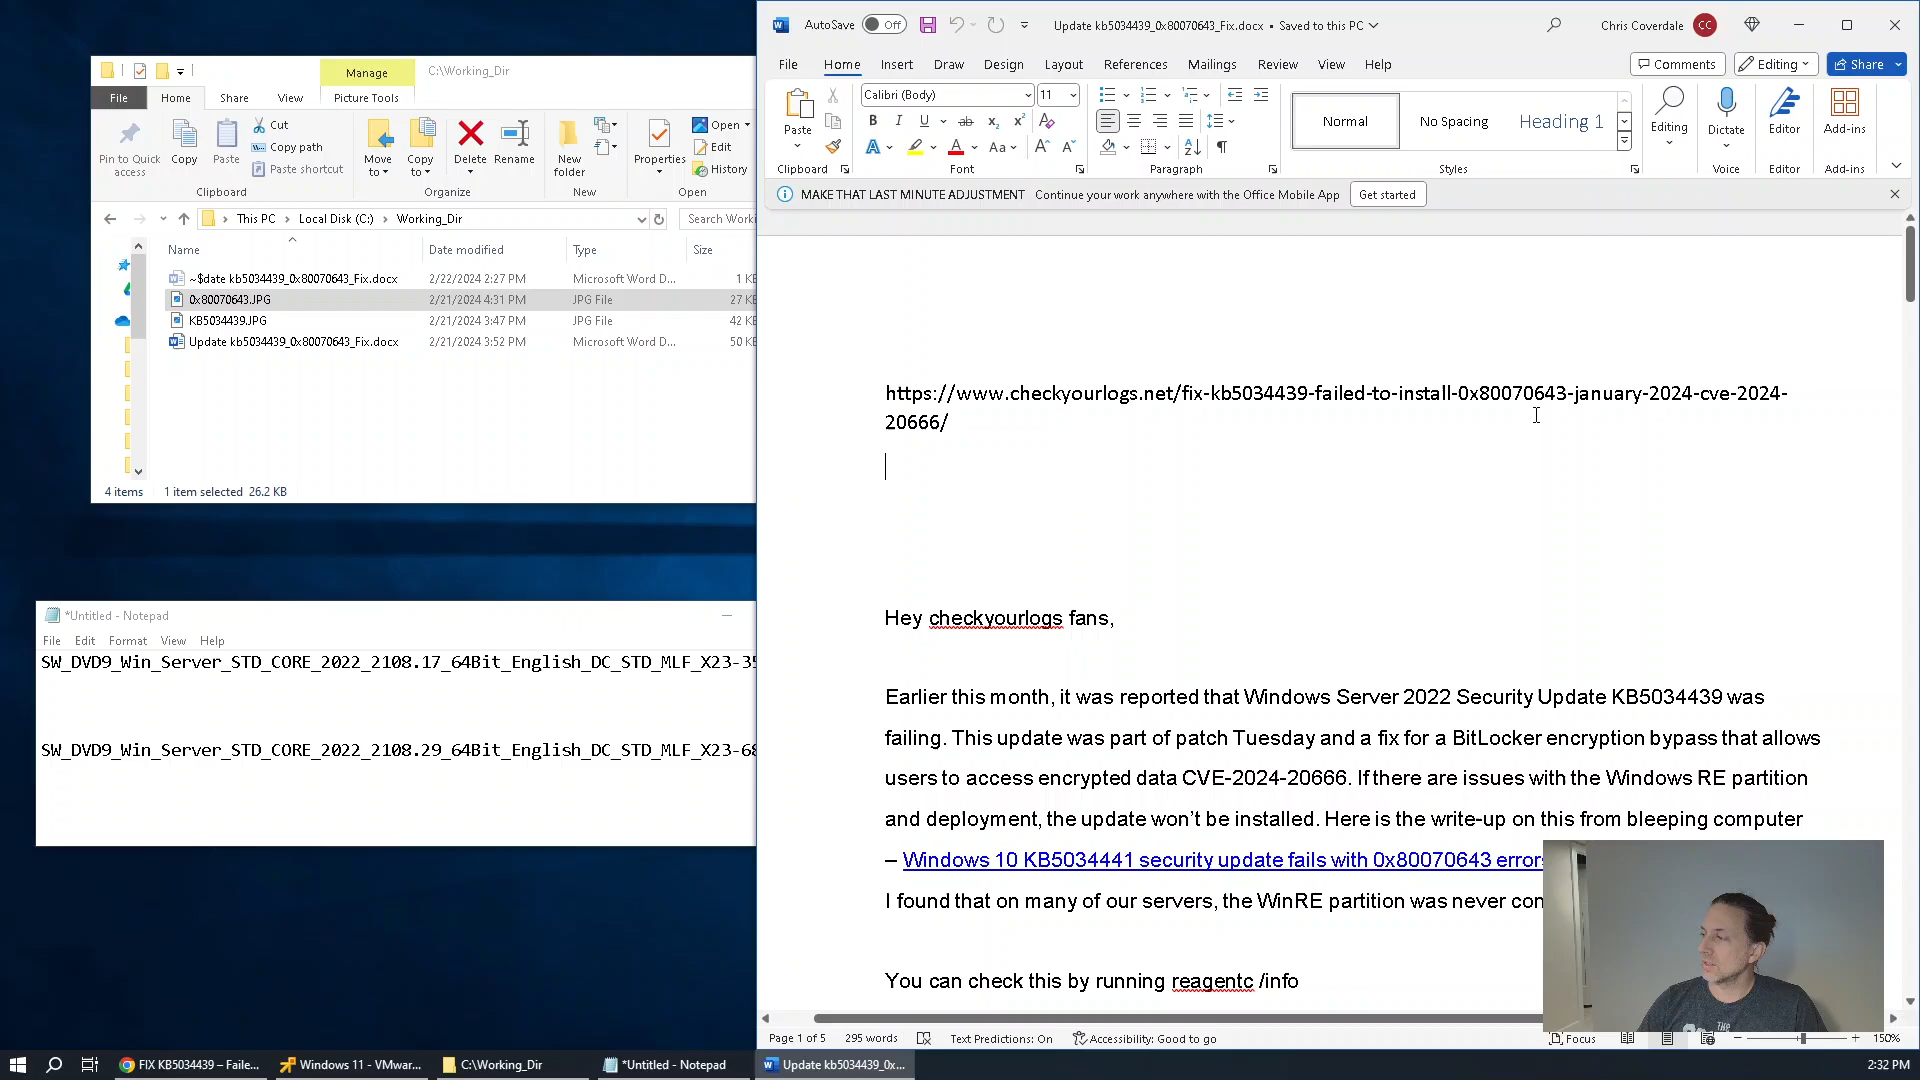 Manage
C:\Working_Dir
File
Home
Share
View
Picture Tools
Pin to Quick access
Copy
Paste
Cut
Copy path
Paste shortcut
Move to
Copy to
Delete
Rename
New folder
Properties
Open
Edit
History
Clipboard
Organize
New
Open
This PC
Local Disk (C:)
Working_Dir
Name
Date modified
Type
Size
~$date kb5034439_0x80070643_Fix.docx 2/22/2024 2:27 PM Microsoft Word D... 1 K
0x80070643.JPG 2/21/2024 4:31 PM JPG File 27 K
KB5034439.JPG 2/21/2024 3:47 PM JPG File 42 K
Update kb5034439_0x80070643_Fix.docx 2/21/2024 3:52 PM Microsoft Word D... 50 K
4 items 1 item selected 26.2 KB
*Untitled - Notepad
File Edit Format View Help
SW_DVD9_Win_Server_STD_CORE_2022_2108.17_64Bit_English_DC_STD_MLF_X23-35
SW_DVD9_Win_Server_STD_CORE_2022_2108.29_64Bit_English_DC_STD_MLF_X23-68
AutoSave Off
Update kb5034439_0x80070643_Fix.docx • Saved to this PC
Chris Coverdale CC
File Home Insert Draw Design Layout References Mailings Review View Help
Comments Editing Share
Paste
Calibri (Body) 11
Normal
No Spacing
Heading 1
Editing
Dictate
Editor
Add-ins
Clipboard
Font
Paragraph
Styles
Voice
Editor
Add-ins
MAKE THAT LAST MINUTE ADJUSTMENT Continue your work anywhere with the Office Mobile App Get started
https://www.checkyourlogs.net/fix-kb5034439-failed-to-install-0x80070643-january-2024-cve-2024-
20666/
Hey checkyourlogs fans,
Earlier this month, it was reported that Windows Server 2022 Security Update KB5034439 was
failing. This update was part of patch Tuesday and a fix for a BitLocker encryption bypass that allows
users to access encrypted data CVE-2024-20666. If there are issues with the Windows RE partition
and deployment, the update won't be installed. Here is the write-up on this from bleeping computer
– Windows 10 KB5034441 security update fails with 0x80070643 errors
I found that on many of our servers, the WinRE partition was never con
You can check this by running reagentc /info
THE
Page 1 of 5 295 words Text Predictions: On Accessibility: Good to go Focus 150%
FIX KB5034439 – Faile...
Windows 11 - VMwar...
C:\Working_Dir
*Untitled - Notepad
Update kb5034439_0x...
2:32 PM